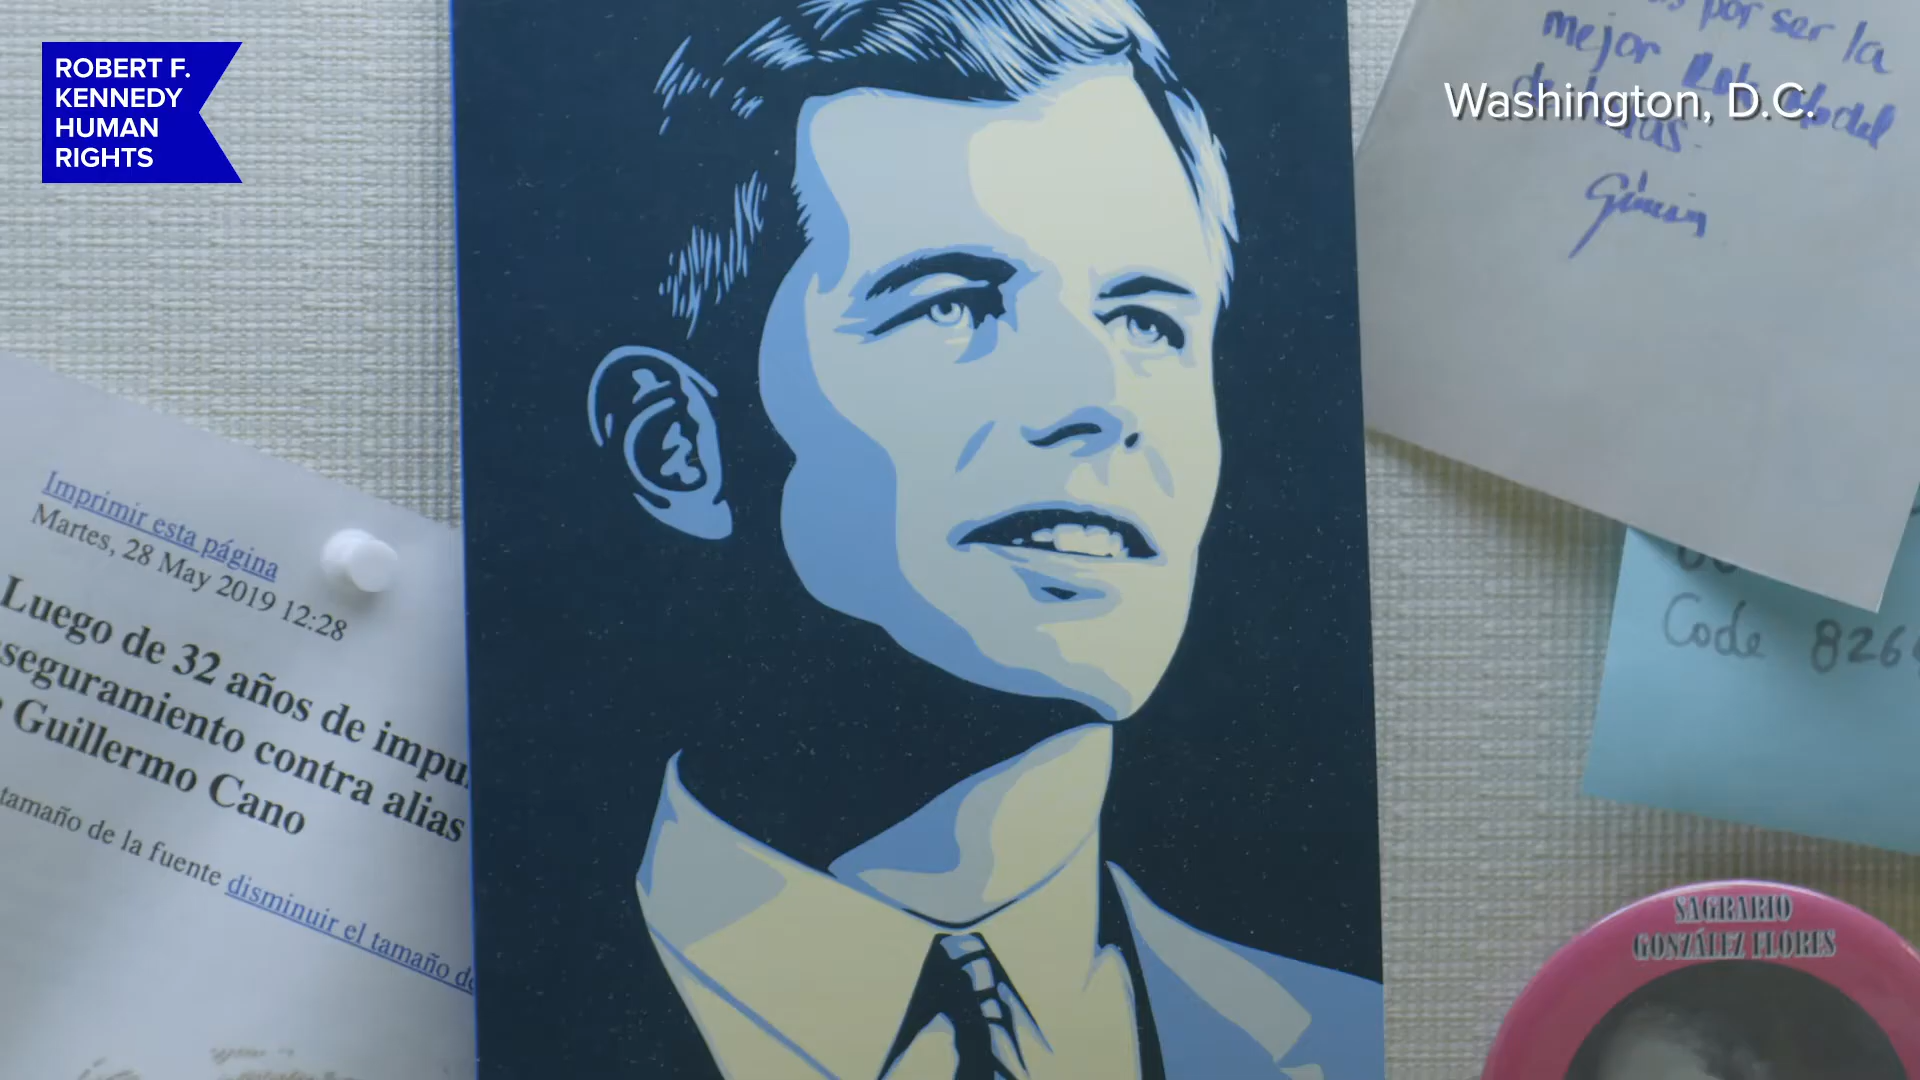 ROBERT F.
KENNEDY
HUMAN
RIGHTS
Washington, D.C.
por ser la
mejor
Imprimir esta página
Martes, 28 May 2019 12:28
Luego de 32 años de impu
seguramiento contra alias
Guillermo Cano
tamaño de la fuente disminuir el tamaño de
Code 826
SAGRARIO
GONZÁLEZ FLORES